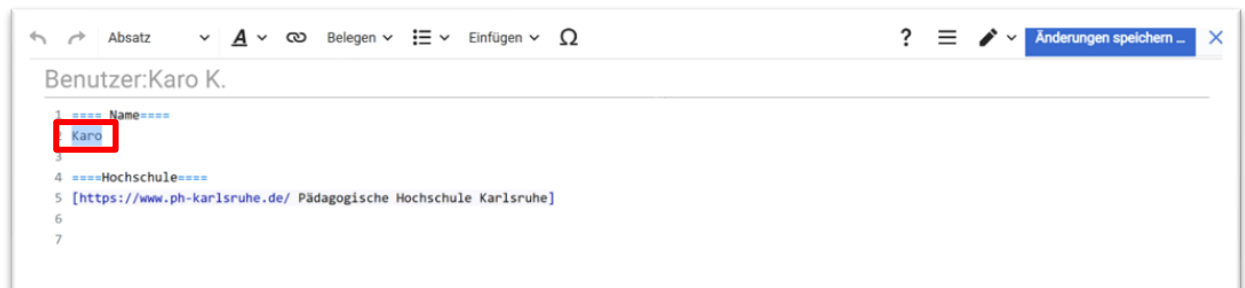 Absatz A Belegen Einfügen Ω ? Änderungen speichern …
Benutzer:Karo K.
1 ==== Name====
2 Karo
3
4 ====Hochschule====
5 [https://www.ph-karlsruhe.de/ Pädagogische Hochschule Karlsruhe]
6
7